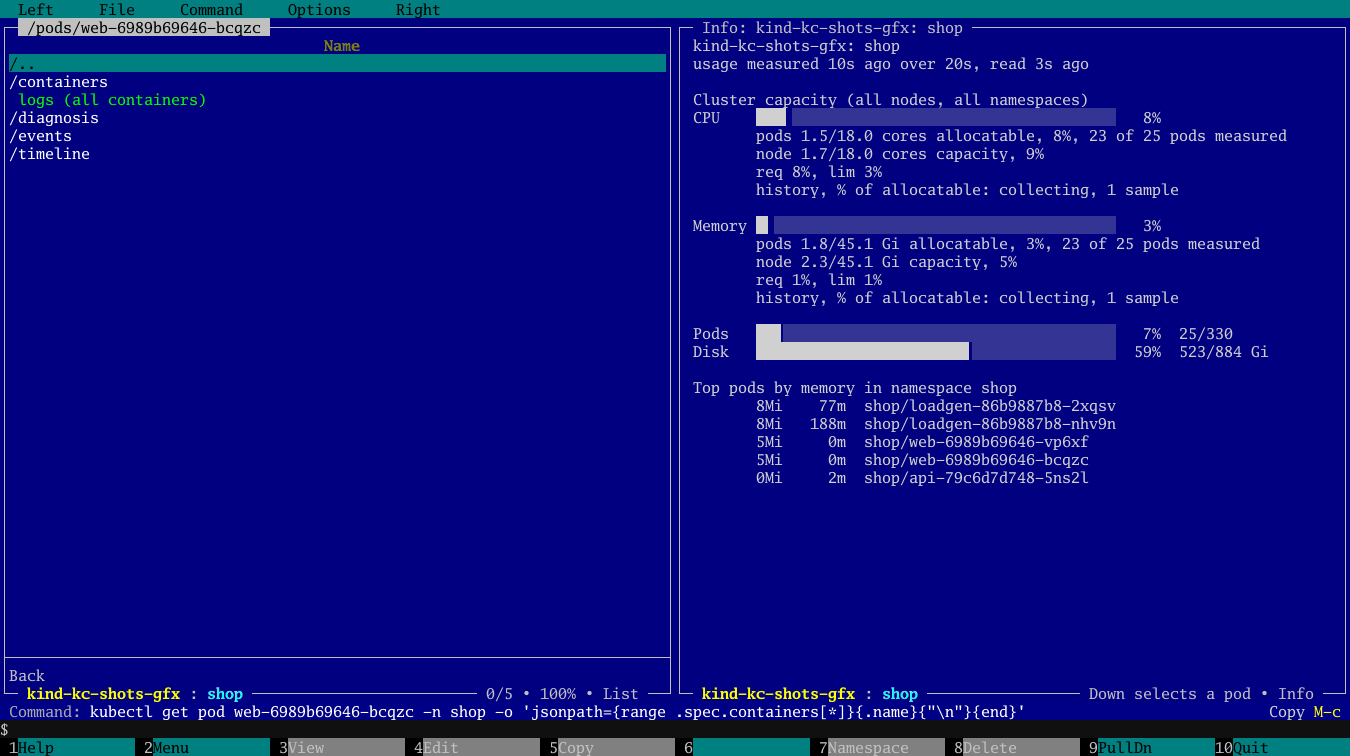 Left File Command Options Right
/pods/web-6989b69646-bcqzc
Name
/..
/containers
logs (all containers)
/diagnosis
/events
/timeline
Back
kind-kc-shots-gfx : shop 0/5 • 100% • List
Info: kind-kc-shots-gfx: shop
kind-kc-shots-gfx: shop
usage measured 10s ago over 20s, read 3s ago
Cluster capacity (all nodes, all namespaces)
CPU 8%
pods 1.5/18.0 cores allocatable, 8%, 23 of 25 pods measured
node 1.7/18.0 cores capacity, 9%
req 8%, lim 3%
history, % of allocatable: collecting, 1 sample
Memory 3%
pods 1.8/45.1 Gi allocatable, 3%, 23 of 25 pods measured
node 2.3/45.1 Gi capacity, 5%
req 1%, lim 1%
history, % of allocatable: collecting, 1 sample
Pods 7% 25/330
Disk 59% 523/884 Gi
Top pods by memory in namespace shop
8Mi 77m shop/loadgen-86b9887b8-2xqsv
8Mi 188m shop/loadgen-86b9887b8-nhv9n
5Mi 0m shop/web-6989b69646-vp6xf
5Mi 0m shop/web-6989b69646-bcqzc
0Mi 2m shop/api-79c6d7d748-5ns2l
kind-kc-shots-gfx : shop Down selects a pod • Info
Command: kubectl get pod web-6989b69646-bcqzc -n shop -o 'jsonpath={range .spec.containers[*]}{.name}{"\n"}{end}' Copy M-c
$
1Help 2Menu 3View 4Edit 5Copy 6 7Namespace 8Delete 9PullDn 10Quit